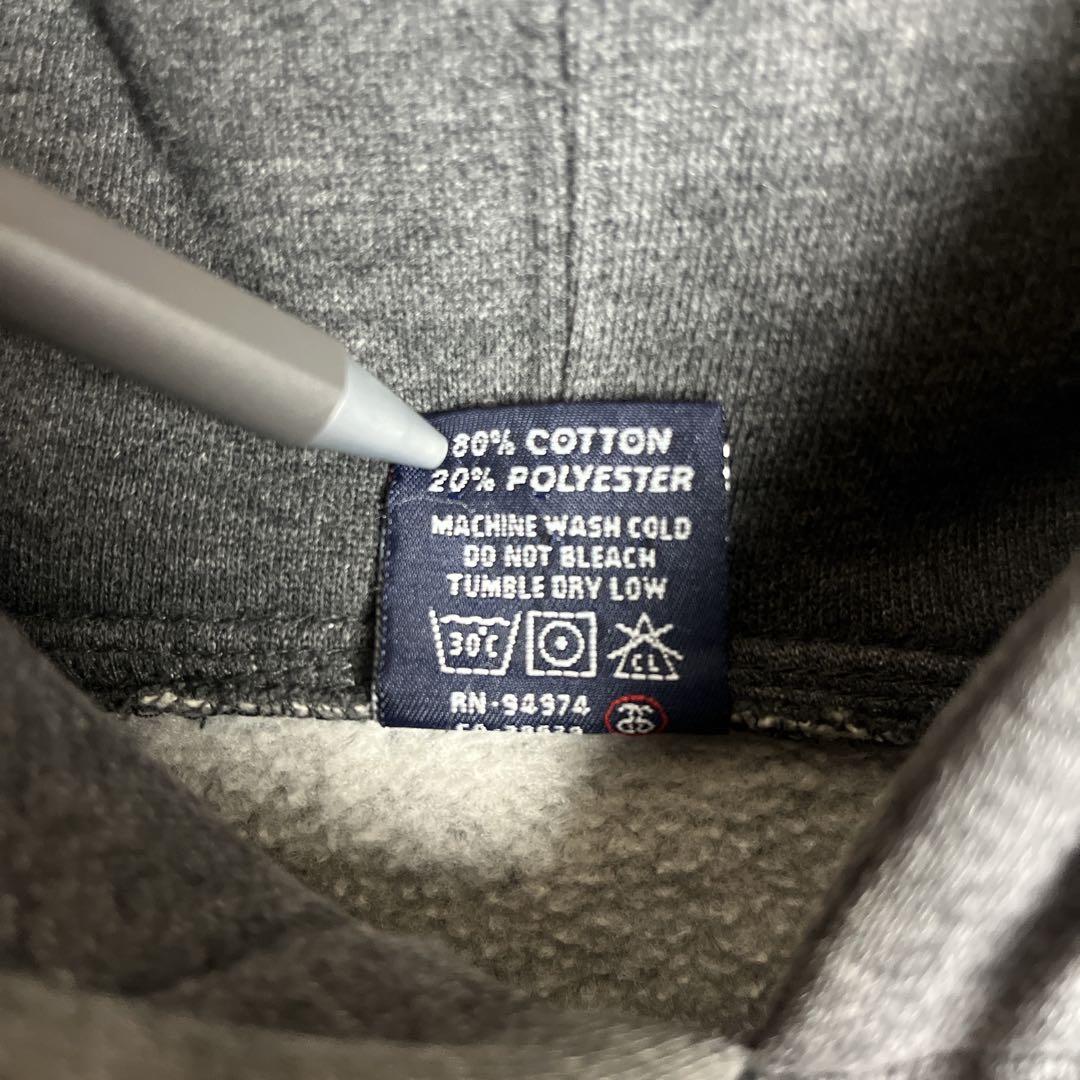 80% COTTON
20% POLYESTER
MACHINE WASH COLD
DO NOT BLEACH
TUMBLE DRY LOW
30°C
CL
RN-94974